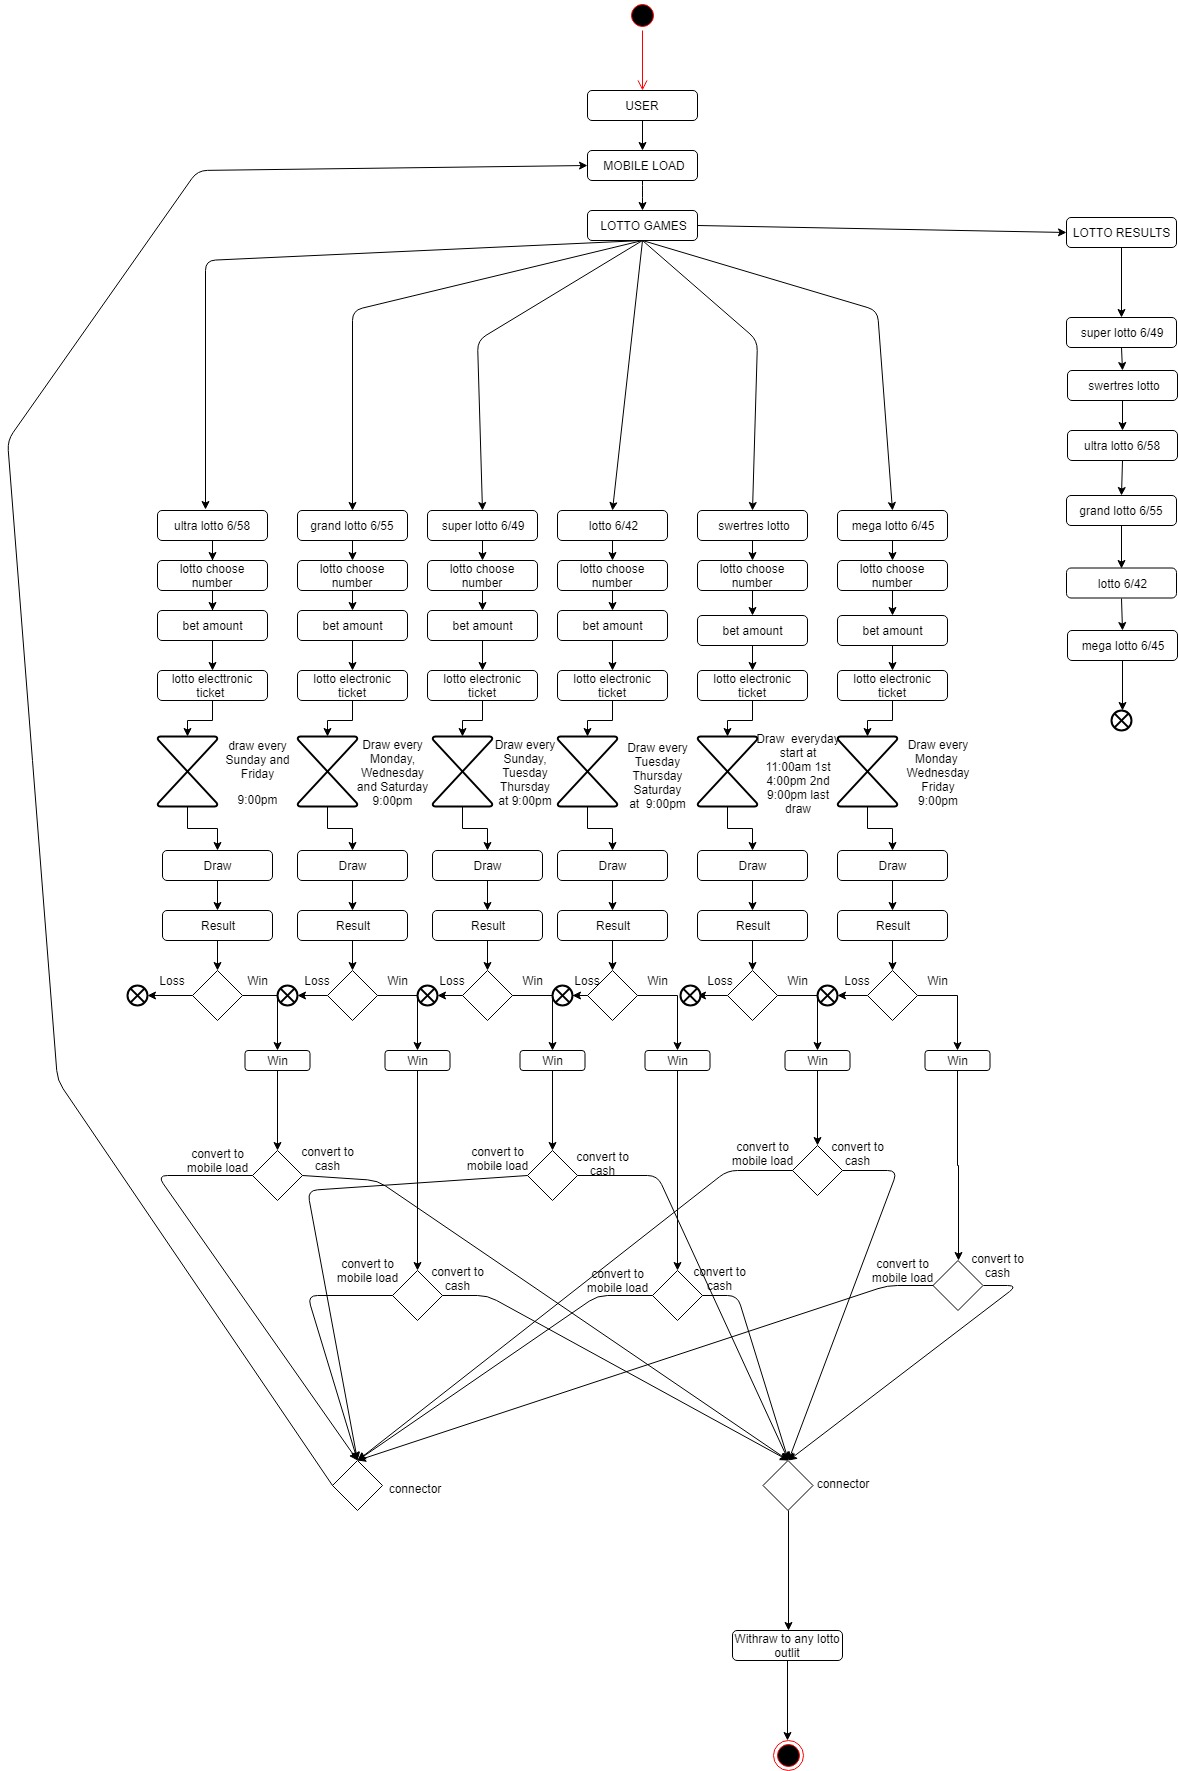 USER
MOBILE LOAD
LOTTO GAMES
LOTTO RESULTS
super lotto 6/49
swertres lotto
ultra lotto 6/58
grand lotto 6/55
lotto 6/42
mega lotto 6/45
ultra lotto 6/58
grand lotto 6/55
super lotto 6/49
lotto 6/42
swertres lotto
mega lotto 6/45
lotto choose
number
lotto choose
number
lotto choose
number
lotto choose
number
lotto choose
number
lotto choose
number
bet amount
bet amount
bet amount
bet amount
bet amount
bet amount
lotto electtronic
ticket
lotto electronic
ticket
lotto electronic
ticket
lotto electronic
ticket
lotto electronic
ticket
lotto electronic
ticket
draw every
Sunday and
Friday
9:00pm
Draw every
Monday,
Wednesday
and Saturday
9:00pm
Draw every
Sunday,
Tuesday
Thursday
at 9:00pm
Draw every
Tuesday
Thursday
Saturday
at 9:00pm
Draw everyday
start at
11:00am 1st
4:00pm 2nd
9:00pm last
draw
Draw every
Monday
Wednesday
Friday
9:00pm
Draw
Draw
Draw
Draw
Draw
Draw
Result
Result
Result
Result
Result
Result
Loss
Win
Loss
Win
Loss
Win
Loss
Win
Loss
Win
Loss
Win
Win
Win
Win
Win
Win
Win
convert to
mobile load
convert to
cash
convert to
mobile load
convert to
cash
convert to
mobile load
convert to
cash
convert to
mobile load
convert to
cash
convert to
mobile load
convert to
cash
convert to
mobile load
convert to
cash
connector
connector
Withraw to any lotto
outlit